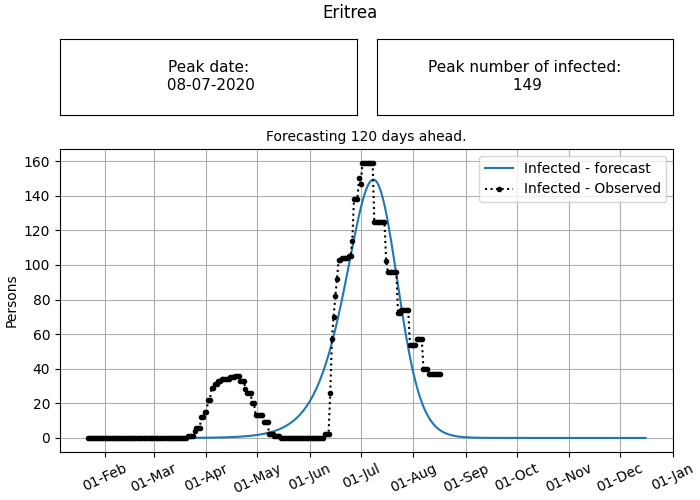 Eritrea
Peak date:
08-07-2020
Peak number of infected:
149
Forecasting 120 days ahead.
Infected - forecast
Infected - Observed
Persons
160
140
120
100
80
60
40
20
0
01-Feb
01-Mar
01-Apr
01-May
01-Jun
01-Jul
01-Aug
01-Sep
01-Oct
01-Nov
01-Dec
01-Jan